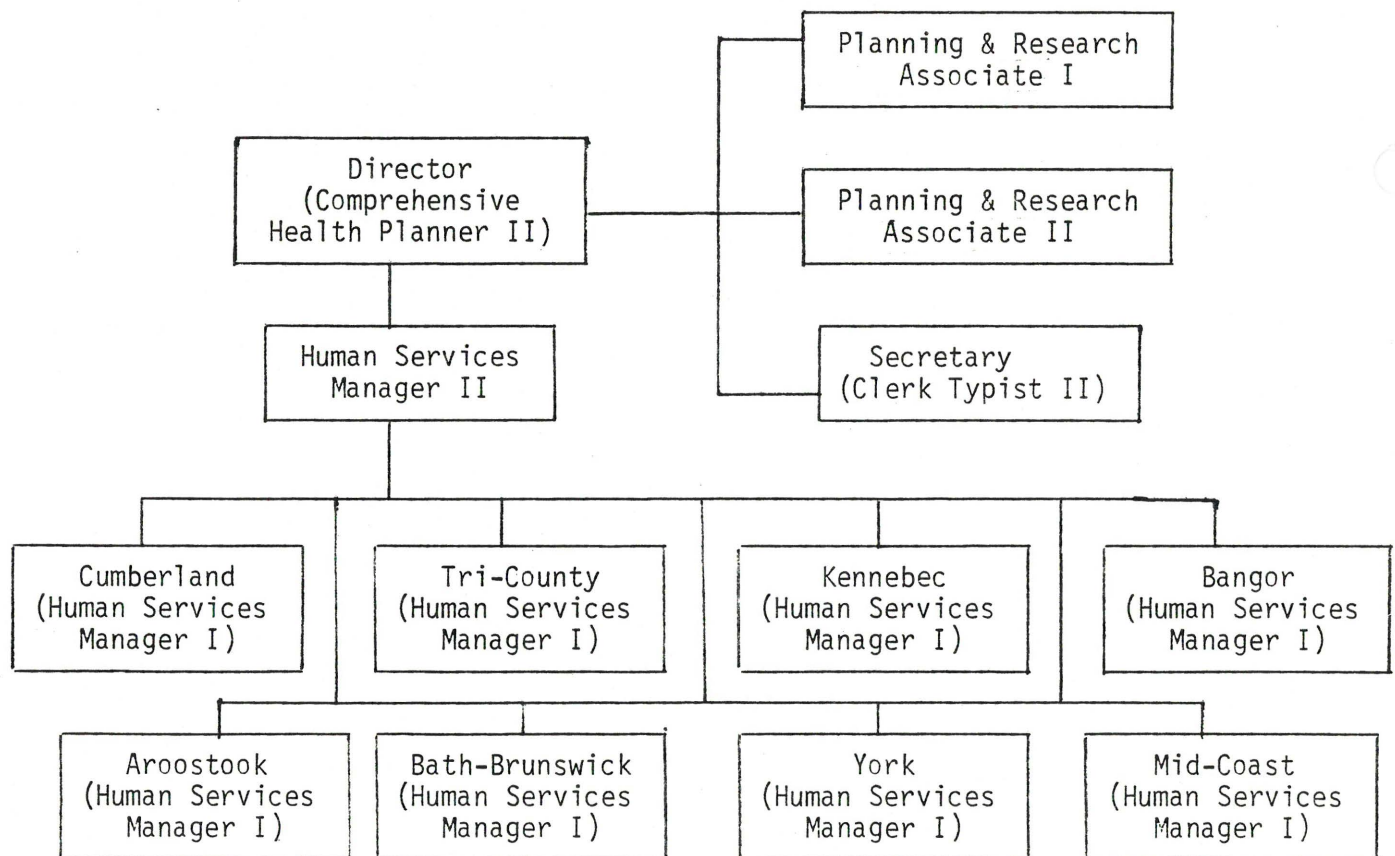 Planning & Research
Associate I
Director
(Comprehensive
Health Planner II)
Planning & Research
Associate II
Human Services
Manager II
Secretary
(Clerk Typist II)
Cumberland
(Human Services
Manager I)
Tri-County
(Human Services
Manager I)
Kennebec
(Human Services
Manager I)
Bangor
(Human Services
Manager I)
Aroostook
(Human Services
Manager I)
Bath-Brunswick
(Human Services
Manager I)
York
(Human Services
Manager I)
Mid-Coast
(Human Services
Manager I)